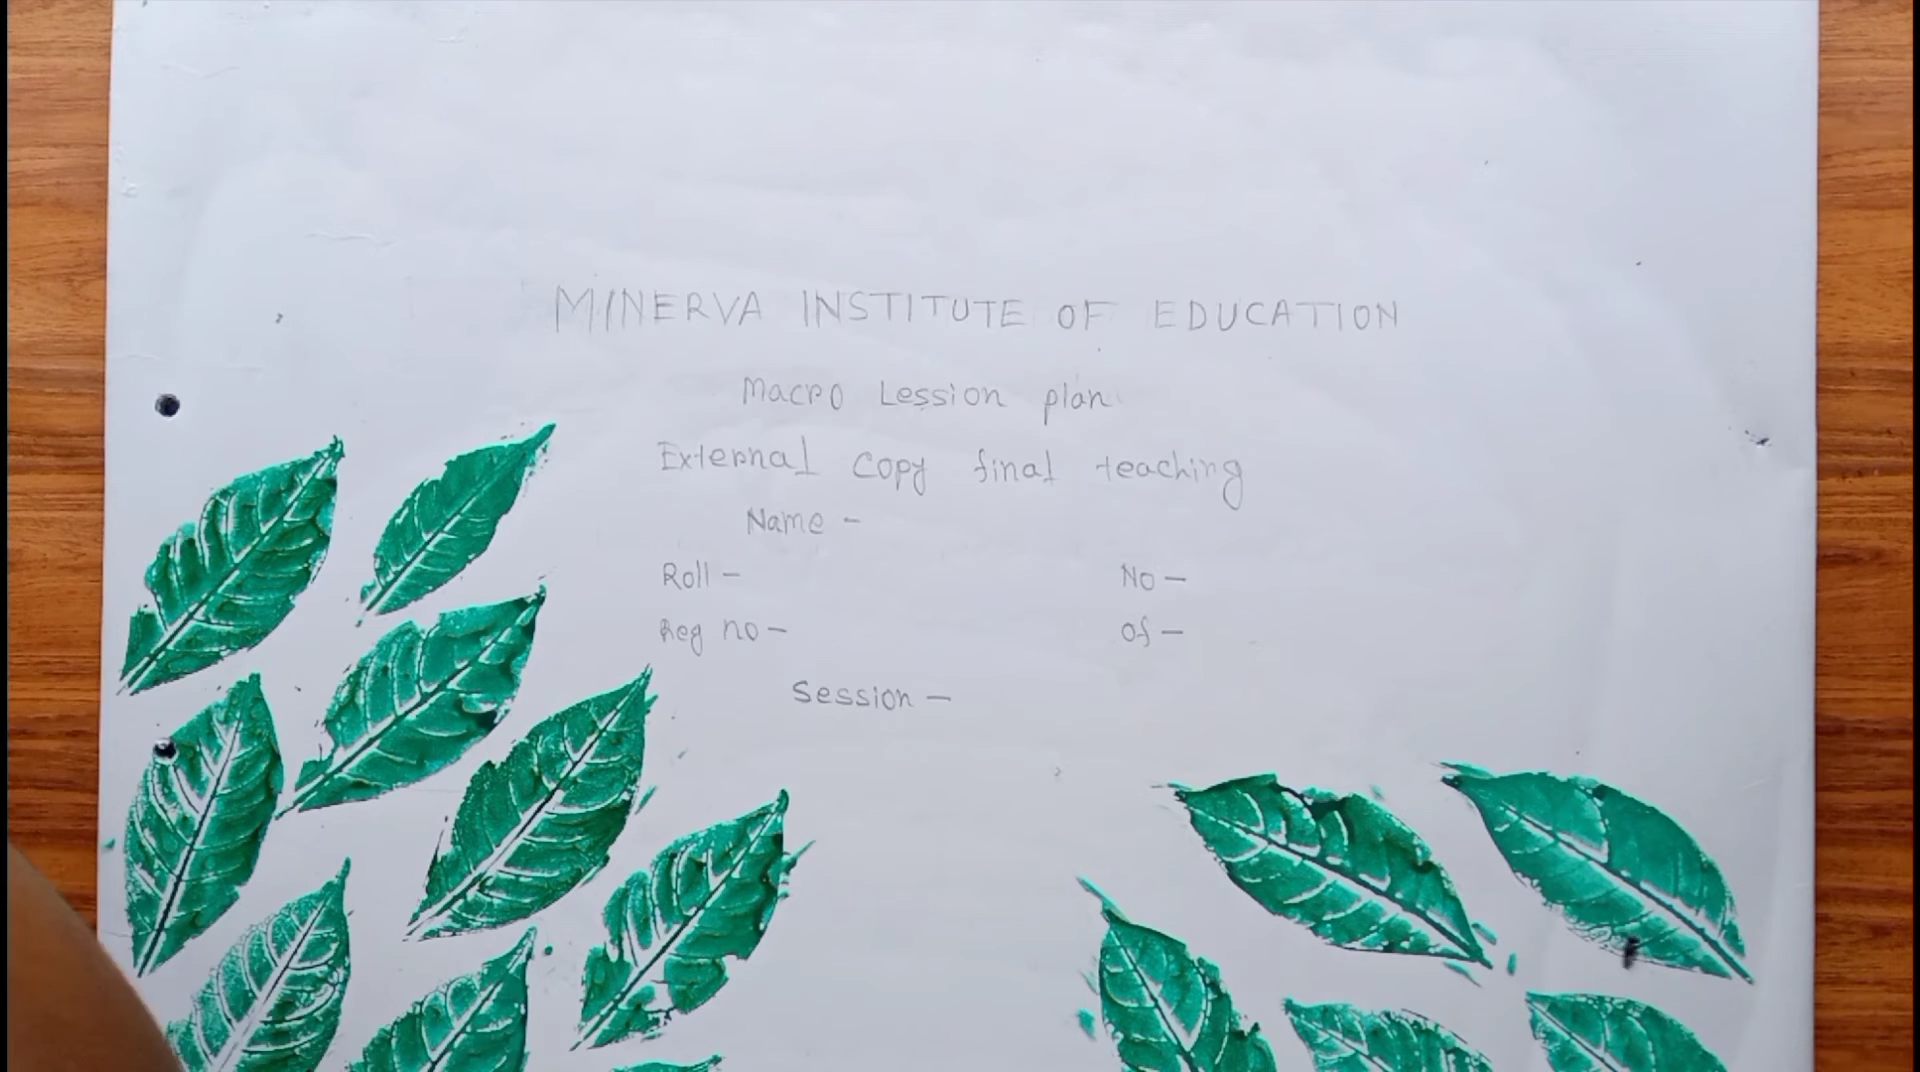 MINERVA INSTITUTE OF EDUCATION
Macro Lession plan
External Copy final teaching
Name -
Roll - No -
Reg no - of -
Session -